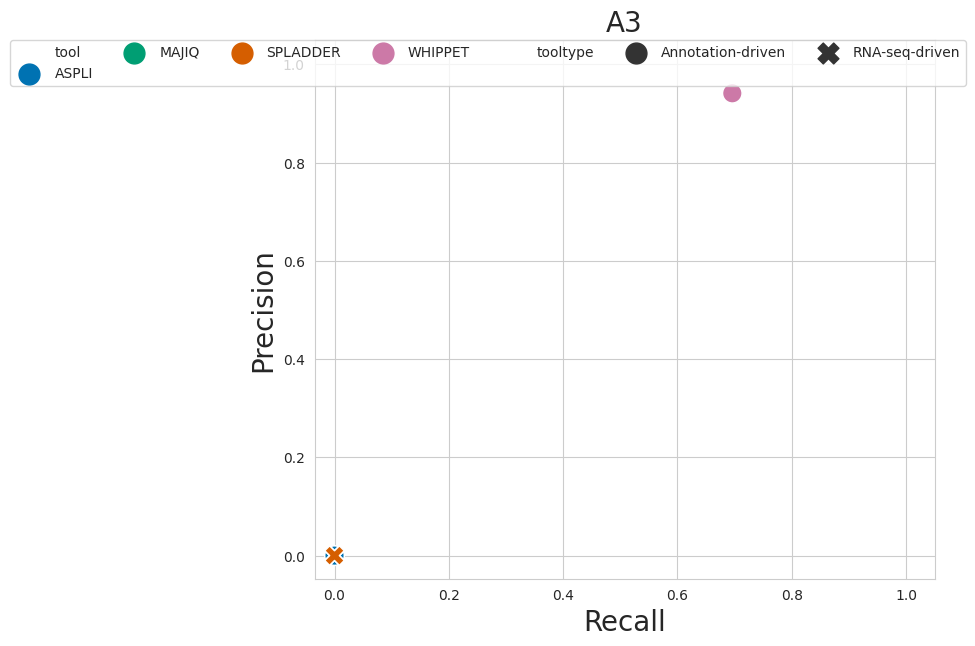 A3
tool MAJIQ SPLADDER WHIPPET tooltype Annotation-driven RNA-seq-driven
ASPLI
1.0
0.8
0.6
0.4
0.2
0.0
Precision
0.0 0.2 0.4 0.6 0.8 1.0
Recall